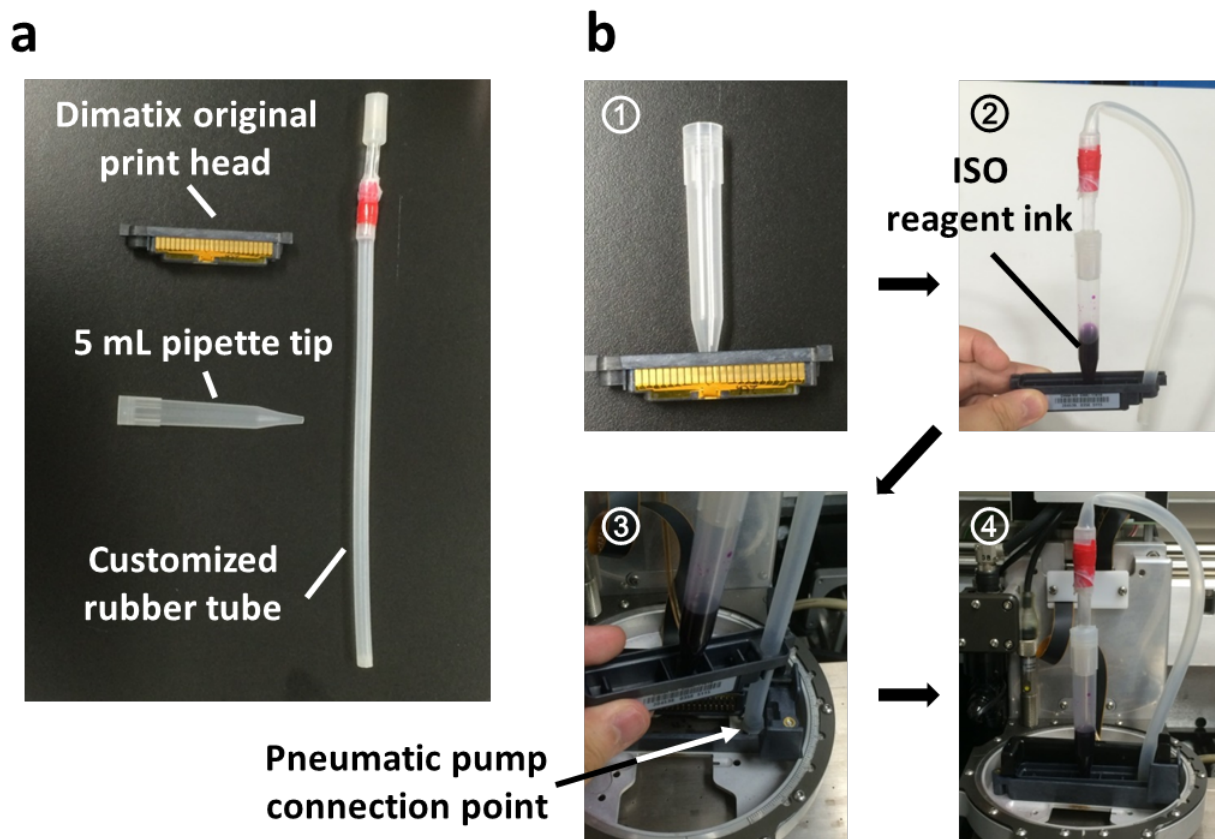 a
b
Dimatix original
print head
5 mL pipette tip
Customized
rubber tube
①
②
ISO
reagent ink
③
④
Pneumatic pump
connection point